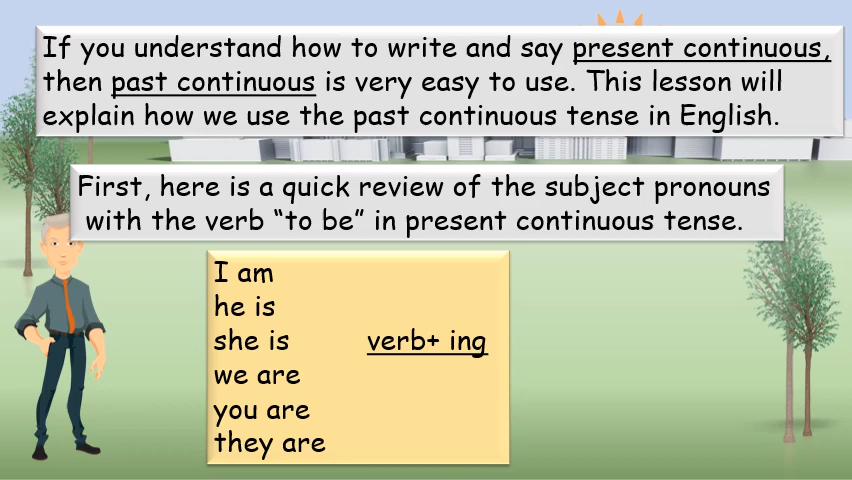 If you understand how to write and say present continuous,
then past continuous is very easy to use. This lesson will
explain how we use the past continuous tense in English.
First, here is a quick review of the subject pronouns
with the verb “to be” in present continuous tense.
I am
he is
she is verb+ ing
we are
you are
they are